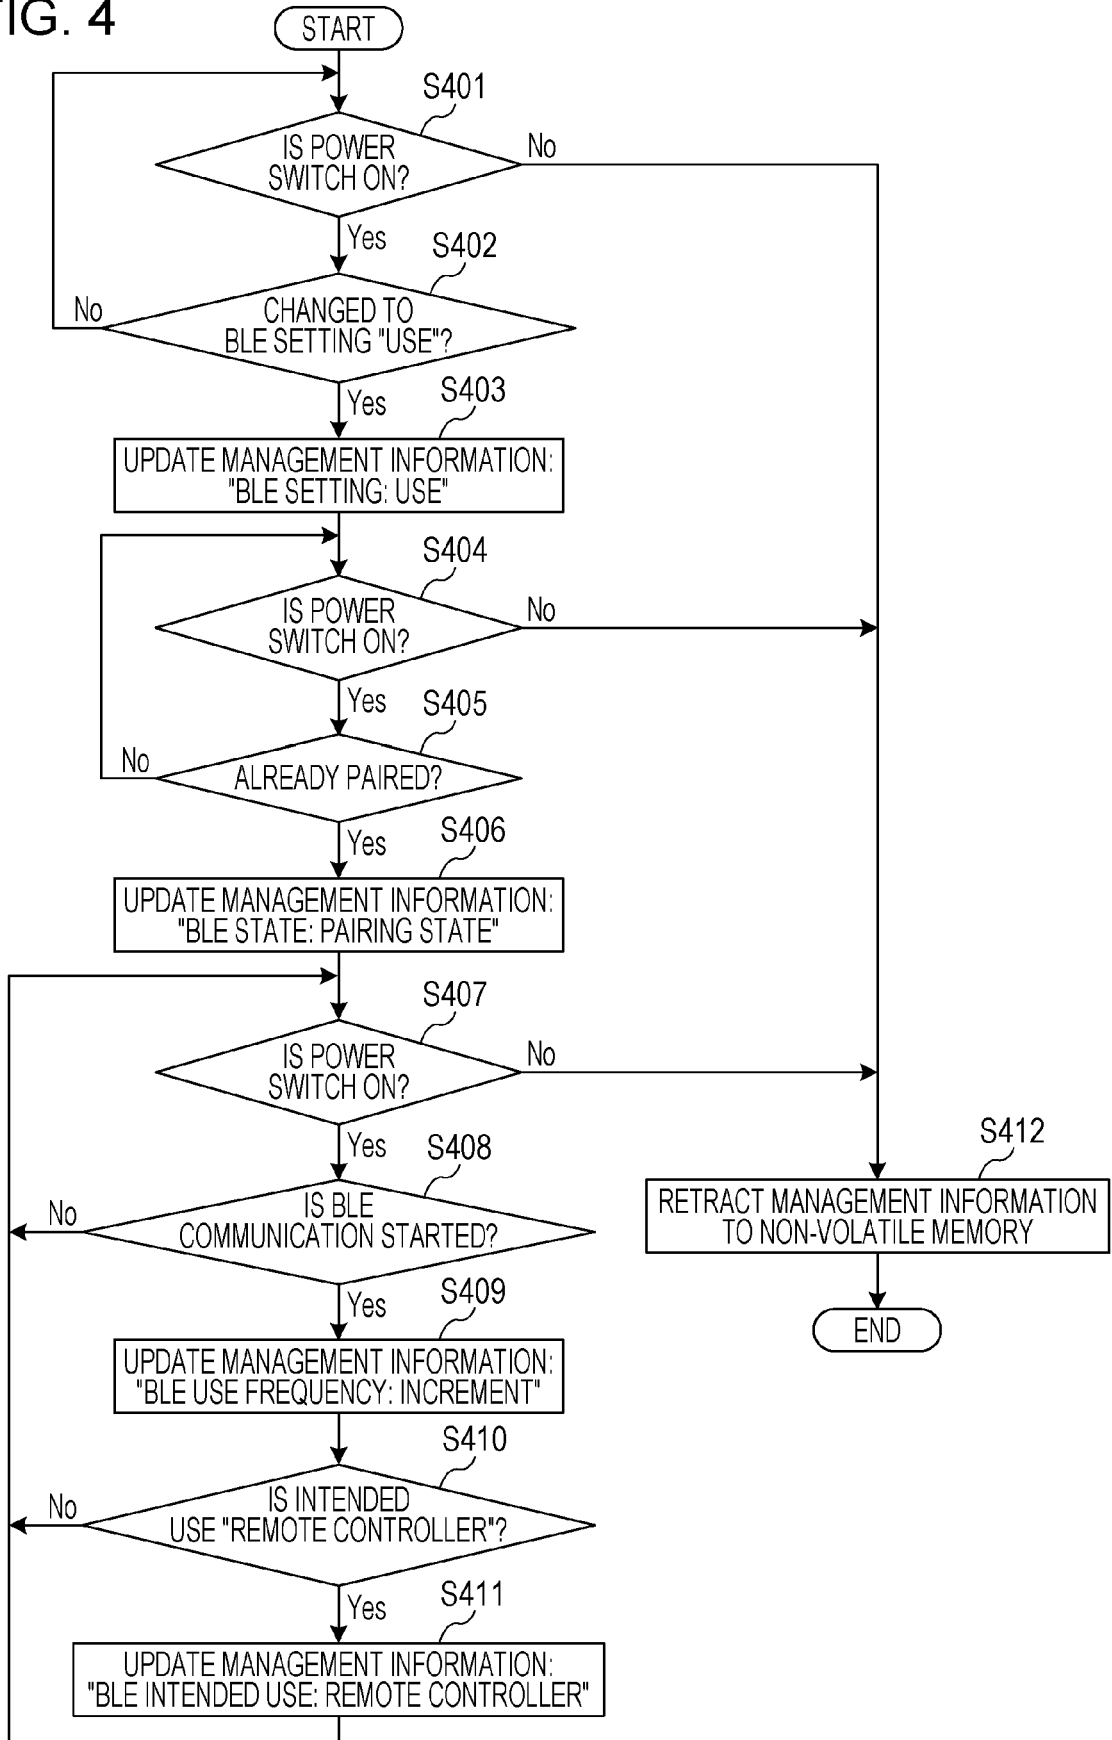 FIG. 4
START
S401
IS POWER
SWITCH ON?
No
Yes
S402
CHANGED TO
BLE SETTING "USE"?
No
Yes
S403
UPDATE MANAGEMENT INFORMATION:
"BLE SETTING: USE"
S404
IS POWER
SWITCH ON?
No
Yes
S405
ALREADY PAIRED?
No
Yes
S406
UPDATE MANAGEMENT INFORMATION:
"BLE STATE: PAIRING STATE"
S407
IS POWER
SWITCH ON?
No
Yes
S408
IS BLE
COMMUNICATION STARTED?
No
Yes
S409
UPDATE MANAGEMENT INFORMATION:
"BLE USE FREQUENCY: INCREMENT"
S410
IS INTENDED
USE "REMOTE CONTROLLER"?
No
Yes
S411
UPDATE MANAGEMENT INFORMATION:
"BLE INTENDED USE: REMOTE CONTROLLER"
S412
RETRACT MANAGEMENT INFORMATION
TO NON-VOLATILE MEMORY
END